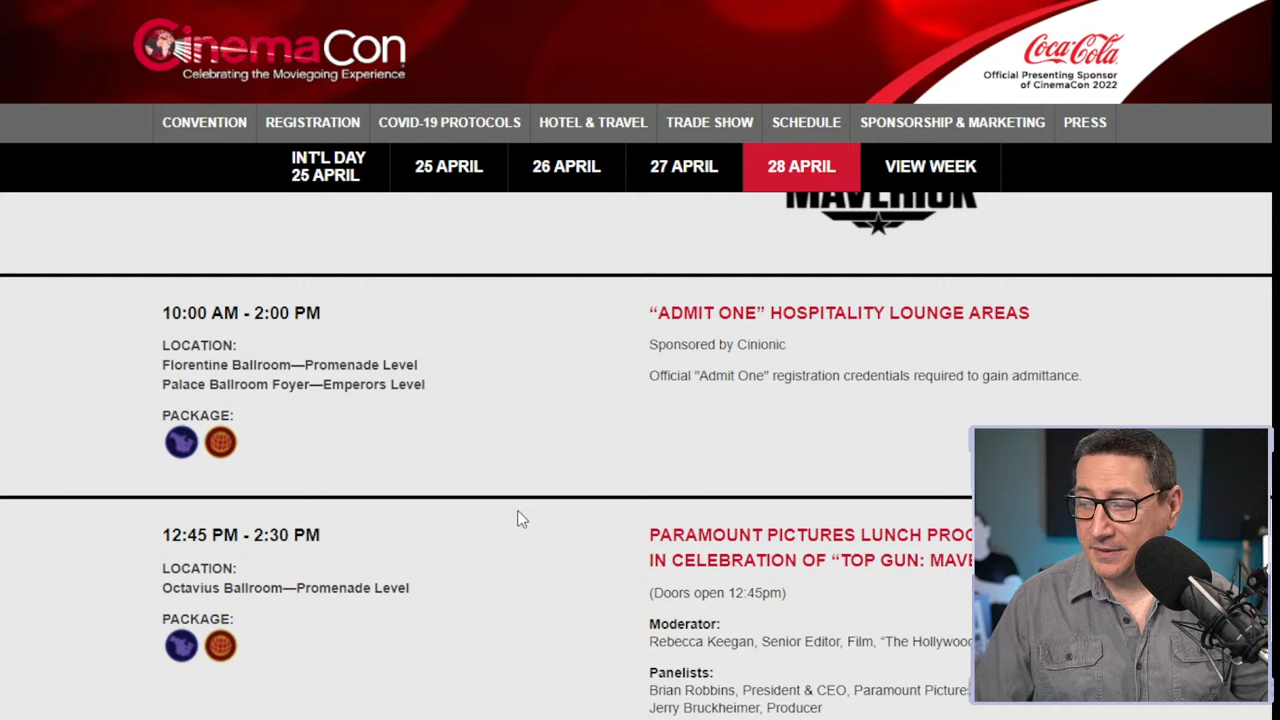 CinemaCon
Celebrating the Moviegoing Experience
Coca-Cola
Official Presenting Sponsor
of CinemaCon 2022
CONVENTION REGISTRATION COVID-19 PROTOCOLS HOTEL & TRAVEL TRADE SHOW SCHEDULE SPONSORSHIP & MARKETING PRESS
INT'L DAY
25 APRIL
25 APRIL 26 APRIL 27 APRIL 28 APRIL VIEW WEEK
MAVERICK
10:00 AM - 2:00 PM
LOCATION:
Florentine Ballroom—Promenade Level
Palace Ballroom Foyer—Emperors Level
PACKAGE:
“ADMIT ONE” HOSPITALITY LOUNGE AREAS
Sponsored by Cinionic
Official "Admit One" registration credentials required to gain admittance.
12:45 PM - 2:30 PM
LOCATION:
Octavius Ballroom—Promenade Level
PACKAGE:
PARAMOUNT PICTURES LUNCH PROG
IN CELEBRATION OF “TOP GUN: MAVE
(Doors open 12:45pm)
Moderator:
Rebecca Keegan, Senior Editor, Film, “The Hollywood
Panelists:
Brian Robbins, President & CEO, Paramount Pictures
Jerry Bruckheimer, Producer